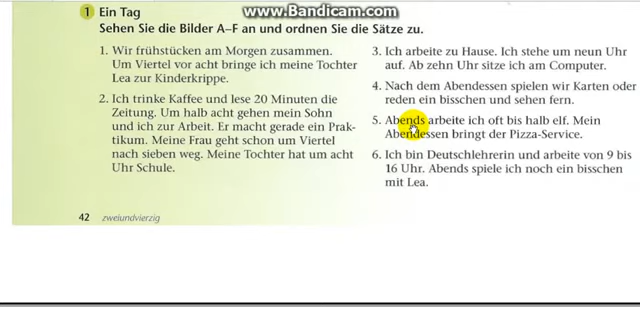 www.Bandicam.com
1 Ein Tag
Sehen Sie die Bilder A–F an und ordnen Sie die Sätze zu.
1. Wir frühstücken am Morgen zusammen.
Um Viertel vor acht bringe ich meine Tochter
Lea zur Kinderkrippe.
2. Ich trinke Kaffee und lese 20 Minuten die
Zeitung. Um halb acht gehen mein Sohn
und ich zur Arbeit. Er macht gerade ein Prak-
tikum. Meine Frau geht schon um Viertel
nach sieben weg. Meine Tochter hat um acht
Uhr Schule.
3. Ich arbeite zu Hause. Ich stehe um neun Uhr
auf. Ab zehn Uhr sitze ich am Computer.
4. Nach dem Abendessen spielen wir Karten oder
reden ein bisschen und sehen fern.
5. Abends arbeite ich oft bis halb elf. Mein
Abendessen bringt der Pizza-Service.
6. Ich bin Deutschlehrerin und arbeite von 9 bis
16 Uhr. Abends spiele ich noch ein bisschen
mit Lea.
42 zweiundvierzig